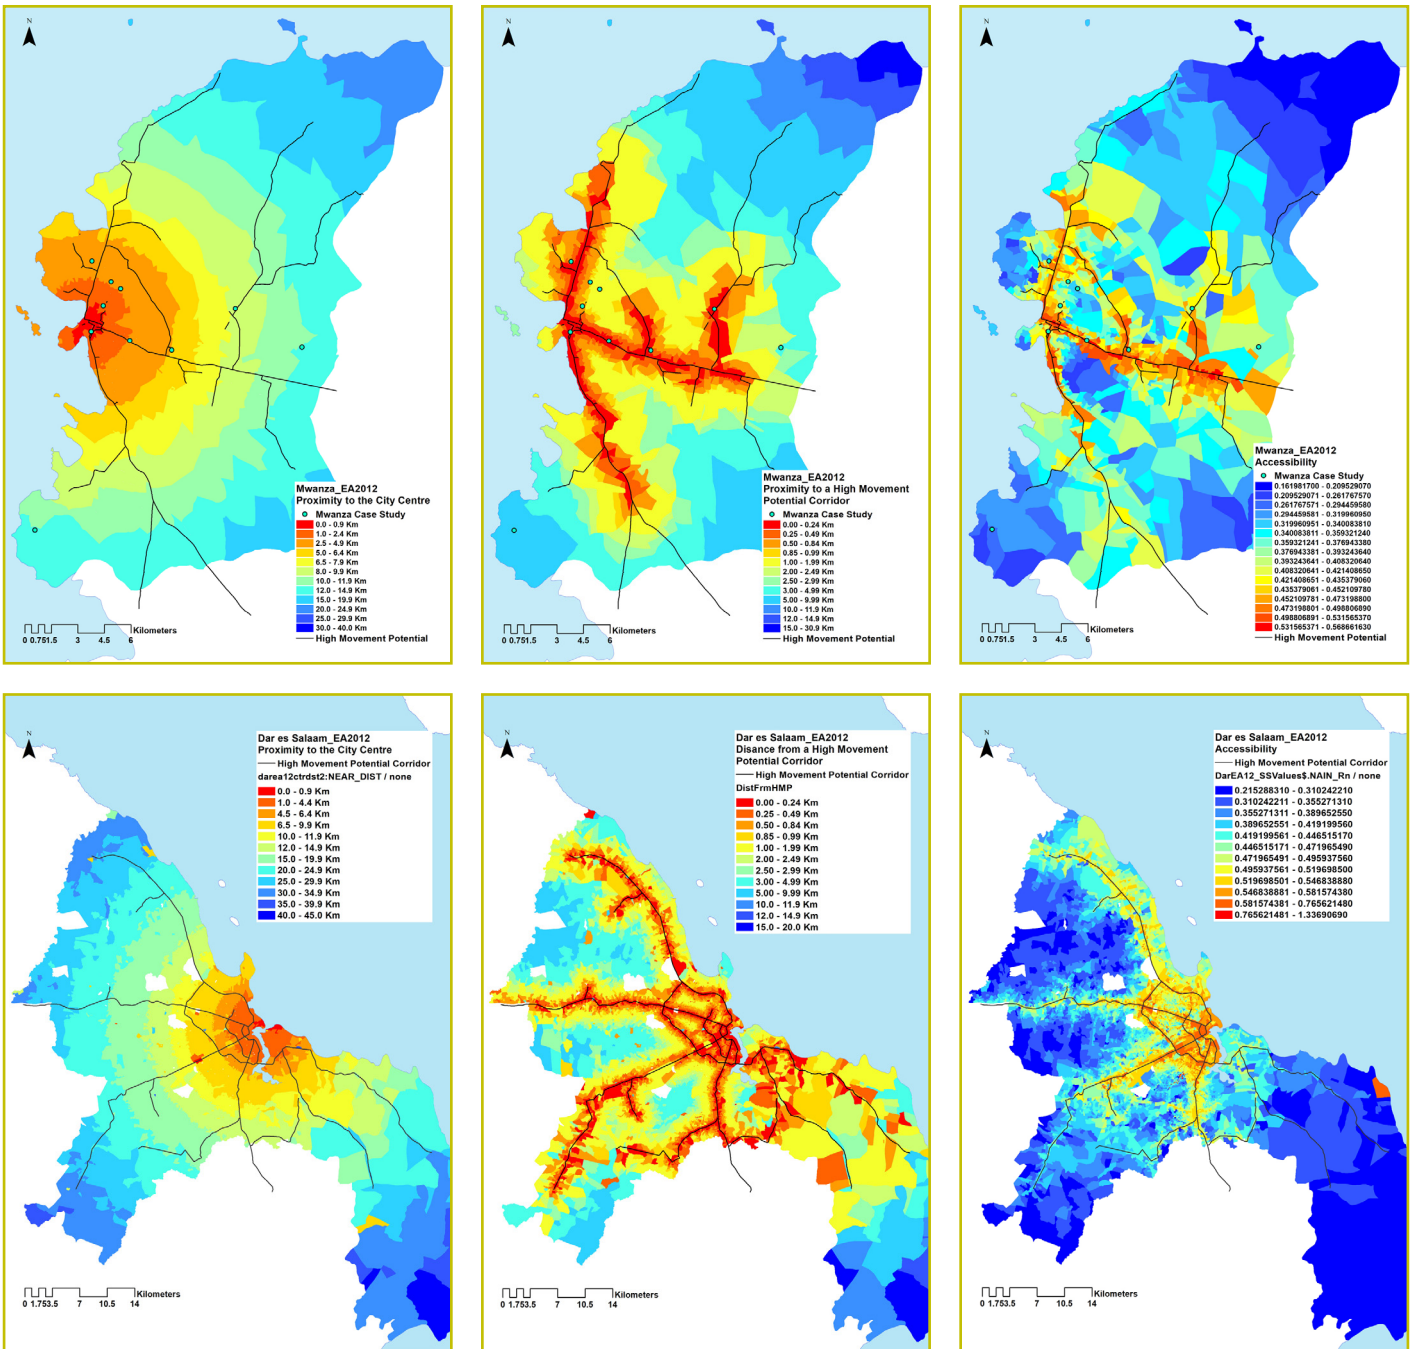 N
Mwanza_EA2012
Proximity to the City Centre
Mwanza Case Study
0.0 - 0.9 Km
1.0 - 2.4 Km
2.5 - 4.9 Km
5.0 - 6.4 Km
6.5 - 7.9 Km
8.0 - 9.9 Km
10.0 - 11.9 Km
12.0 - 14.9 Km
15.0 - 19.9 Km
20.0 - 24.9 Km
25.0 - 29.9 Km
30.0 - 40.0 Km
High Movement Potential
Kilometers
0 0.751.5 3 4.5 6
N
Mwanza_EA2012
Proximity to a High Movement
Potential Corridor
Mwanza Case Study
0.00 - 0.24 Km
0.25 - 0.49 Km
0.50 - 0.84 Km
0.85 - 0.99 Km
1.00 - 1.99 Km
2.00 - 2.49 Km
2.50 - 2.99 Km
3.00 - 4.99 Km
5.00 - 9.99 Km
10.0 - 11.9 Km
12.0 - 14.9 Km
15.0 - 30.9 Km
High Movement Potential
Kilometers
0 0.751.5 3 4.5 6
N
Mwanza_EA2012
Accessibility
Mwanza Case Study
0.161981700 - 0.209529070
0.209529071 - 0.261767570
0.261767571 - 0.294459580
0.294459581 - 0.319960950
0.319960951 - 0.340083810
0.340083811 - 0.359321240
0.359321241 - 0.376943380
0.376943381 - 0.393243640
0.393243641 - 0.408320640
0.408320641 - 0.421408650
0.421408651 - 0.435379060
0.435379061 - 0.452109780
0.452109781 - 0.473198800
0.473198801 - 0.498806890
0.498806891 - 0.531565370
0.531565371 - 0.568661630
High Movement Potential
Kilometers
0 0.751.5 3 4.5 6
N
Dar es Salaam_EA2012
Proximity to the City Centre
High Movement Potential Corridor
darea12ctrdst2:NEAR_DIST / none
0.0 - 0.9 Km
1.0 - 4.4 Km
4.5 - 6.4 Km
6.5 - 9.9 Km
10.0 - 11.9 Km
12.0 - 14.9 Km
15.0 - 19.9 Km
20.0 - 24.9 Km
25.0 - 29.9 Km
30.0 - 34.9 Km
35.0 - 39.9 Km
40.0 - 45.0 Km
Kilometers
0 1.753.5 7 10.5 14
N
Dar es Salaam_EA2012
Disance from a High Movement
Potential Corridor
High Movement Potential Corridor
DistFrmHMP
0.00 - 0.24 Km
0.25 - 0.49 Km
0.50 - 0.84 Km
0.85 - 0.99 Km
1.00 - 1.99 Km
2.00 - 2.49 Km
2.50 - 2.99 Km
3.00 - 4.99 Km
5.00 - 9.99 Km
10.0 - 11.9 Km
12.0 - 14.9 Km
15.0 - 20.0 Km
Kilometers
0 1.753.5 7 10.5 14
N
Dar es Salaam_EA2012
Accessibility
High Movement Potential Corridor
DarEA12_SSValues$.NAIN_Rn / none
0.215288310 - 0.310242210
0.310242211 - 0.355271310
0.355271311 - 0.389652550
0.389652551 - 0.419199560
0.419199561 - 0.446515170
0.446515171 - 0.471965490
0.471965491 - 0.495937560
0.495937561 - 0.519698500
0.519698501 - 0.546838880
0.546838881 - 0.581574380
0.581574381 - 0.765621480
0.765621481 - 1.33690690
Kilometers
0 1.753.5 7 10.5 14